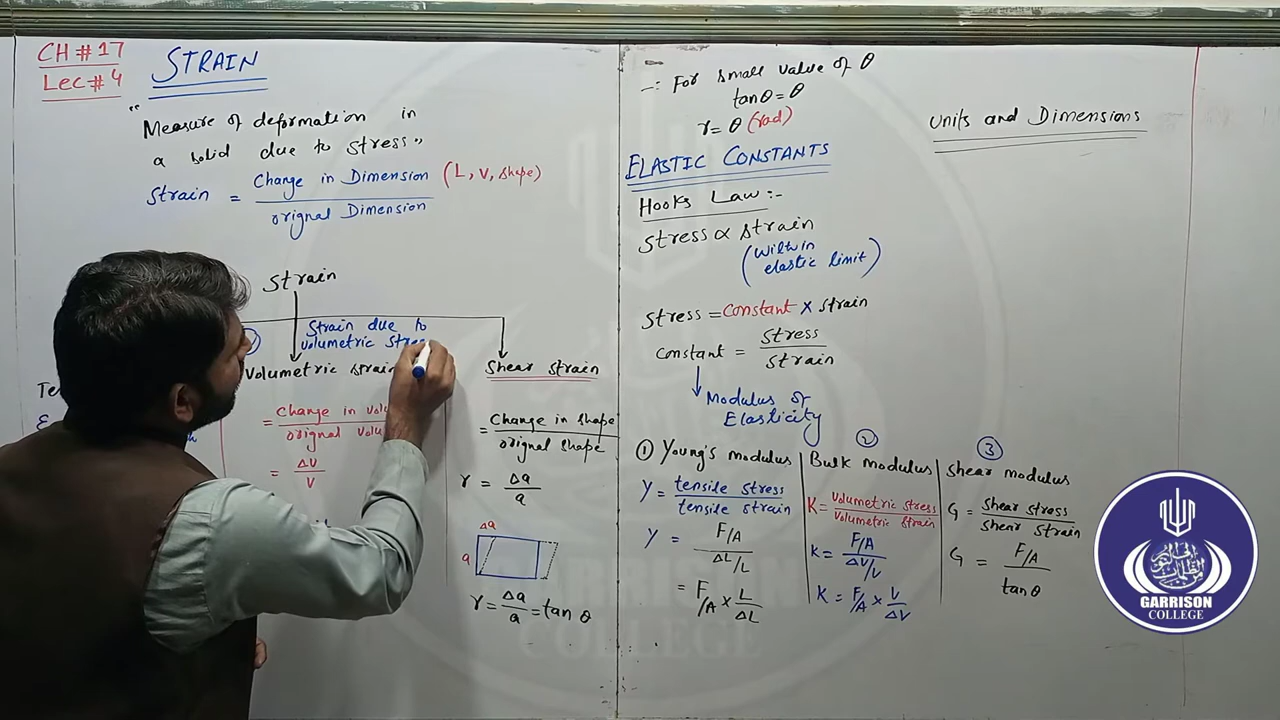 CH # 17
Lec # 4
STRAIN
"Measure of deformation in
a solid due to stress"
Strain = Change in Dimension / orignal Dimension (L, V, shape)
Strain
Strain due to
Volumetric Stress
Volumetric strain
= Change in / orignal
= ΔV / V
Shear Strain
= Change in shape / orignal shape
γ = Δa / a
Δa
a
γ = Δa / a = tan θ
∴ For small value of θ
tanθ = θ
γ = θ (rad)
ELASTIC CONSTANTS
Hooks Law :-
Stress ∝ strain
(within
elastic limit)
Stress = Constant × strain
Constant = Stress / Strain
Modulus of
Elasticity
① Young's modulus
Y = tensile stress / tensile strain
Y = F/A / ΔL/L
= F/A × L/ΔL
②
Bulk modulus
K = Volumetric stress / Volumetric strain
K = F/A / ΔV/V
K = F/A × V/ΔV
③
Shear modulus
G = Shear stress / Shear strain
G = F/A / tanθ
Units and Dimensions
GARRISON
COLLEGE